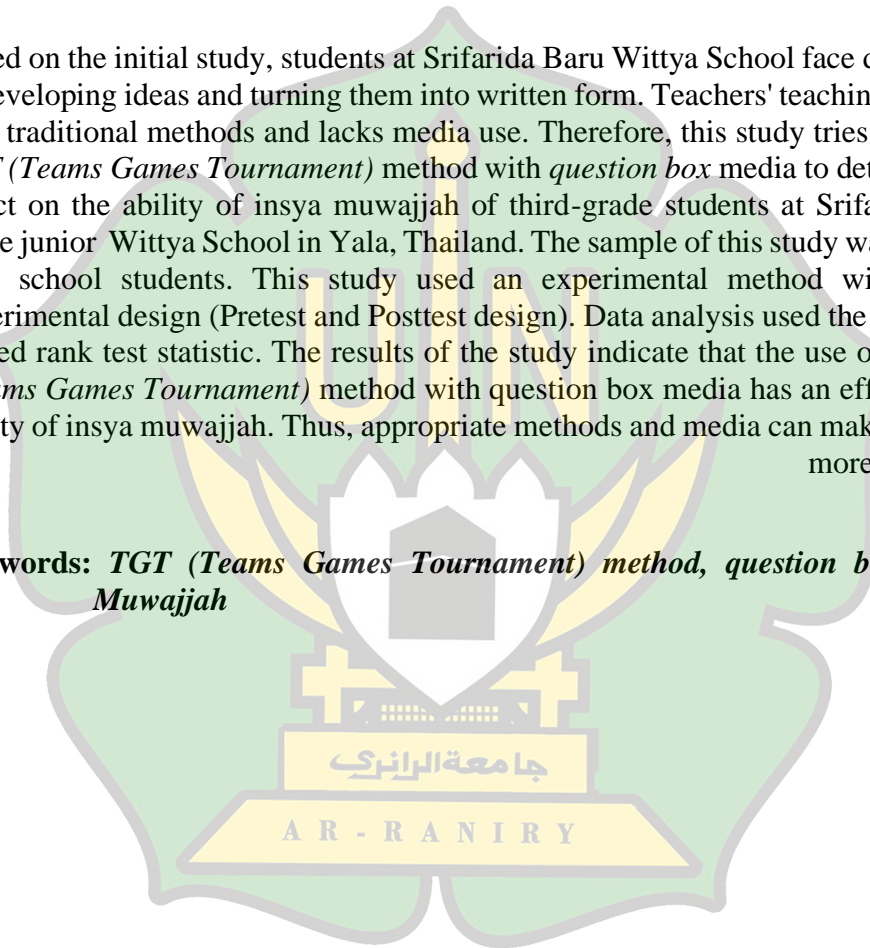 ed on the initial study, students at Srifarida Baru Wittya School face
eveloping ideas and turning them into written form. Teachers' teachin
traditional methods and lacks media use. Therefore, this study tries
(Teams Games Tournament) method with question box media to det
ct on the ability of insya muwajjah of third-grade students at Srifa
e junior Wittya School in Yala, Thailand. The sample of this study wa
school students. This study used an experimental method wi
erimental design (Pretest and Posttest design). Data analysis used the
ed rank test statistic. The results of the study indicate that the use o
ms Games Tournament) method with question box media has an eff
ty of insya muwajjah. Thus, appropriate methods and media can mak
more
words: TGT (Teams Games Tournament) method, question b
Muwajjah
UIN
جامعة الرانري
AR-RANIRY